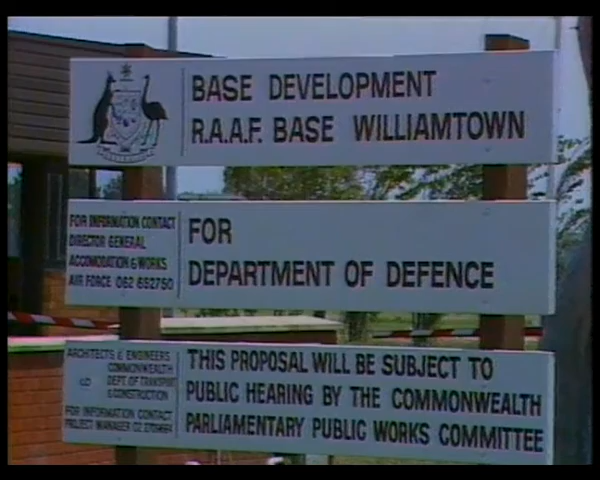 BASE DEVELOPMENT
R.A.A.F. BASE WILLIAMTOWN
FOR INFORMATION CONTACT
DIRECTOR GENERAL
ACCOMODATION & WORKS
AIR FORCE 062 652750
FOR
DEPARTMENT OF DEFENCE
ARCHITECTS & ENGINEERS
COMMONWEALTH
DEPT. OF TRANSPORT
& CONSTRUCTION
FOR INFORMATION CONTACT
PROJECT MANAGER 02
THIS PROPOSAL WILL BE SUBJECT TO
PUBLIC HEARING BY THE COMMONWEALTH
PARLIAMENTARY PUBLIC WORKS COMMITTEE